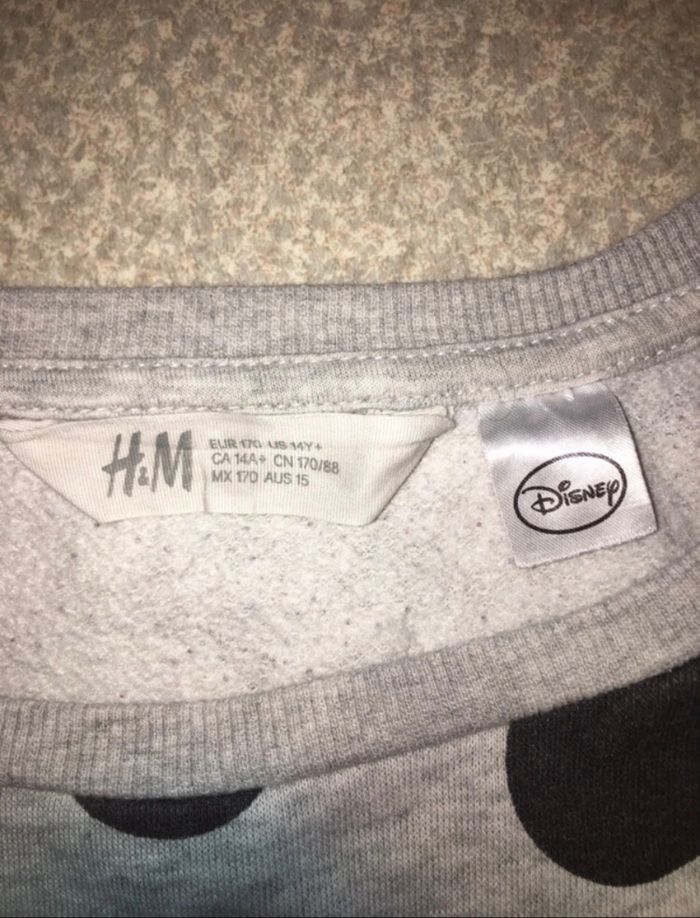 H&M
EUR 170 US 14Y+
CA 14A+ CN 170/88
MX 170 AUS 15
Disney